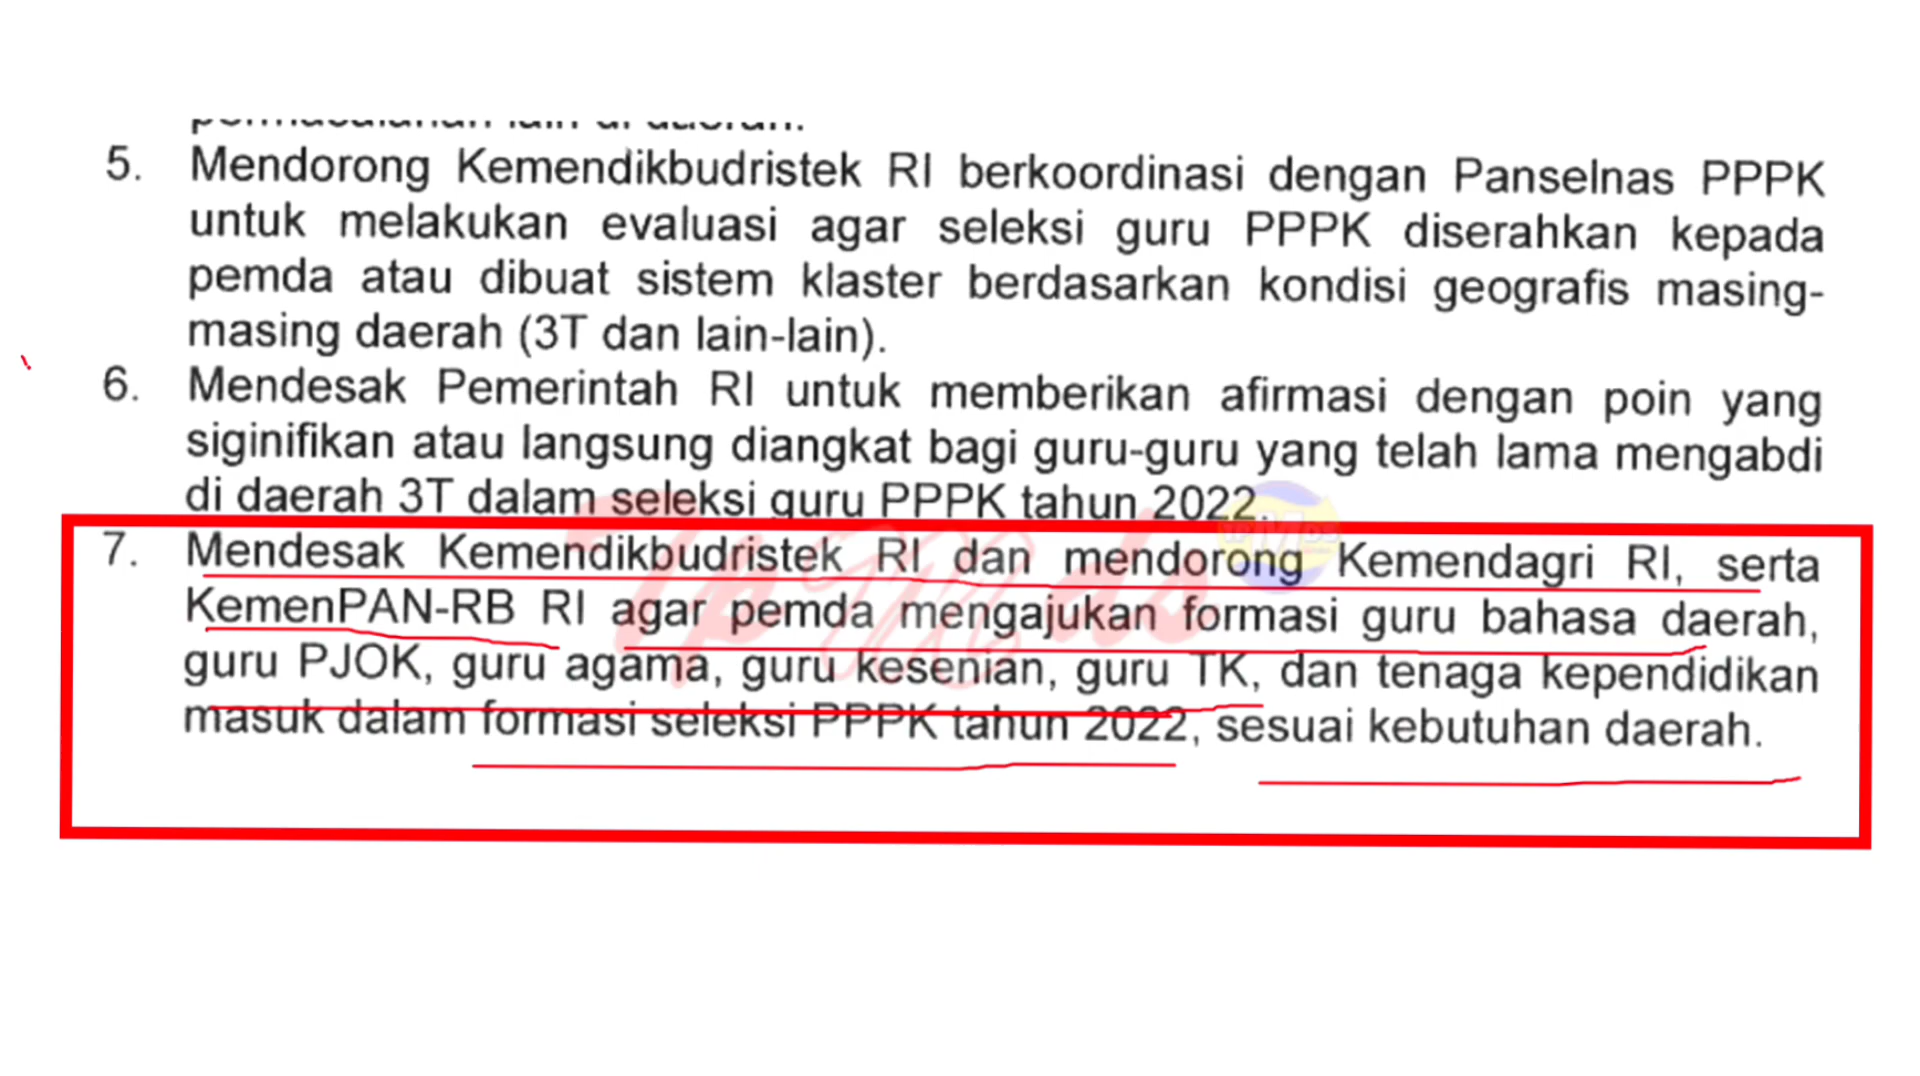 5. Mendorong Kemendikbudristek RI berkoordinasi dengan Panselnas PPPK
untuk melakukan evaluasi agar seleksi guru PPPK diserahkan kepada
pemda atau dibuat sistem klaster berdasarkan kondisi geografis masing-
masing daerah (3T dan lain-lain).
6. Mendesak Pemerintah RI untuk memberikan afirmasi dengan poin yang
siginifikan atau langsung diangkat bagi guru-guru yang telah lama mengabdi
di daerah 3T dalam seleksi guru PPPK tahun 2022.
7. Mendesak Kemendikbudristek RI dan mendorong Kemendagri RI, serta
KemenPAN-RB RI agar pemda mengajukan formasi guru bahasa daerah,
guru PJOK, guru agama, guru kesenian, guru TK, dan tenaga kependidikan
masuk dalam formasi seleksi PPPK tahun 2022, sesuai kebutuhan daerah.